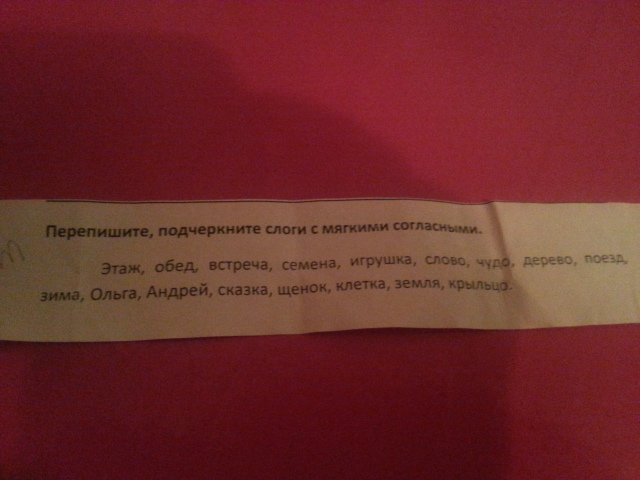 Перепишите, подчеркните слоги с мягкими согласными.
Этаж, обед, встреча, семена, игрушка, слово, чудо, дерево, поезд,
зима, Ольга, Андрей, сказка, щенок, клетка, земля, крыльцо.